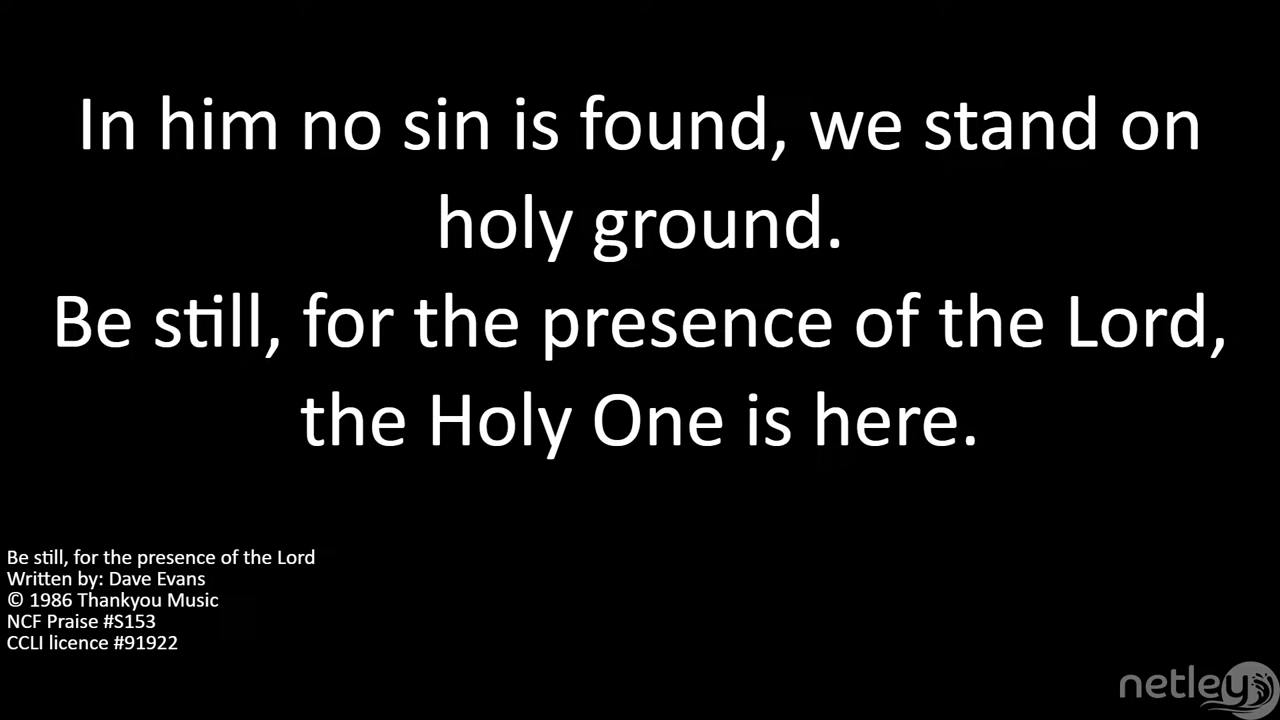 In him no sin is found, we stand on
holy ground.
Be still, for the presence of the Lord,
the Holy One is here.
Be still, for the presence of the Lord
Written by: Dave Evans
© 1986 Thankyou Music
NCF Praise #S153
CCLI licence #91922
netley